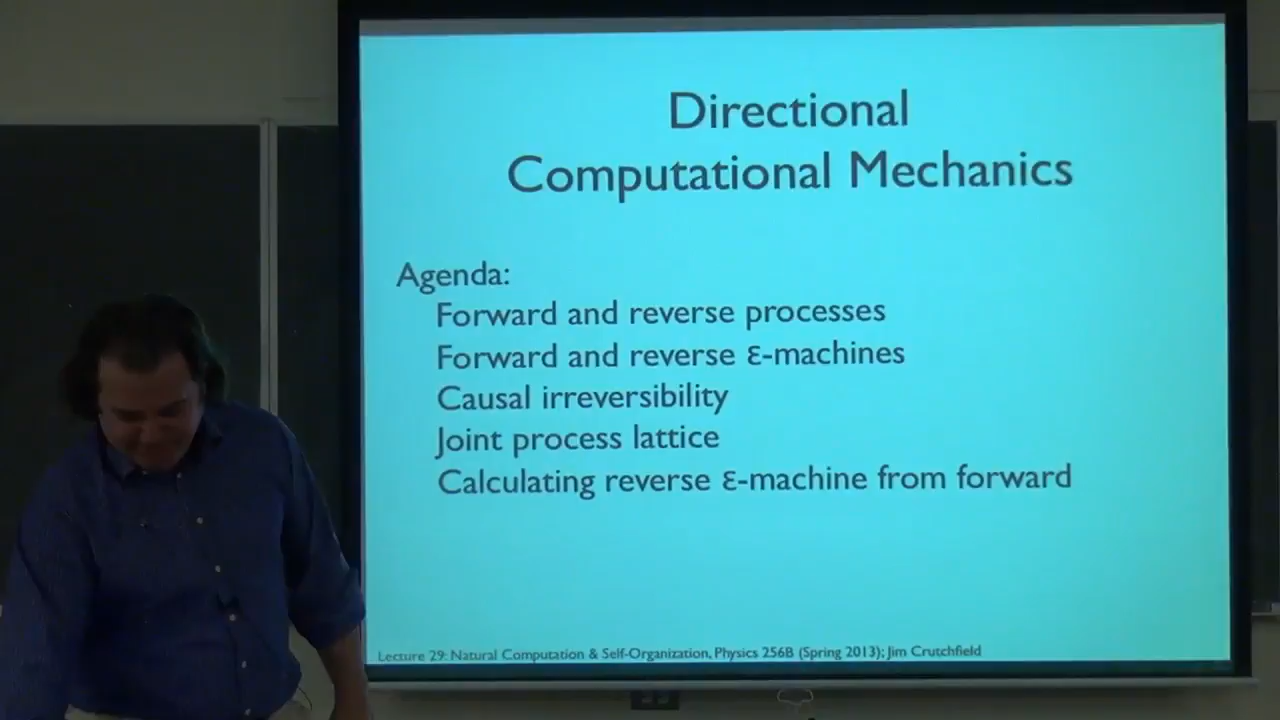 Directional
Computational Mechanics
Agenda:
Forward and reverse processes
Forward and reverse ε-machines
Causal irreversibility
Joint process lattice
Calculating reverse ε-machine from forward
Lecture 29: Natural Computation & Self-Organization, Physics 256B (Spring 2013); Jim Crutchfield